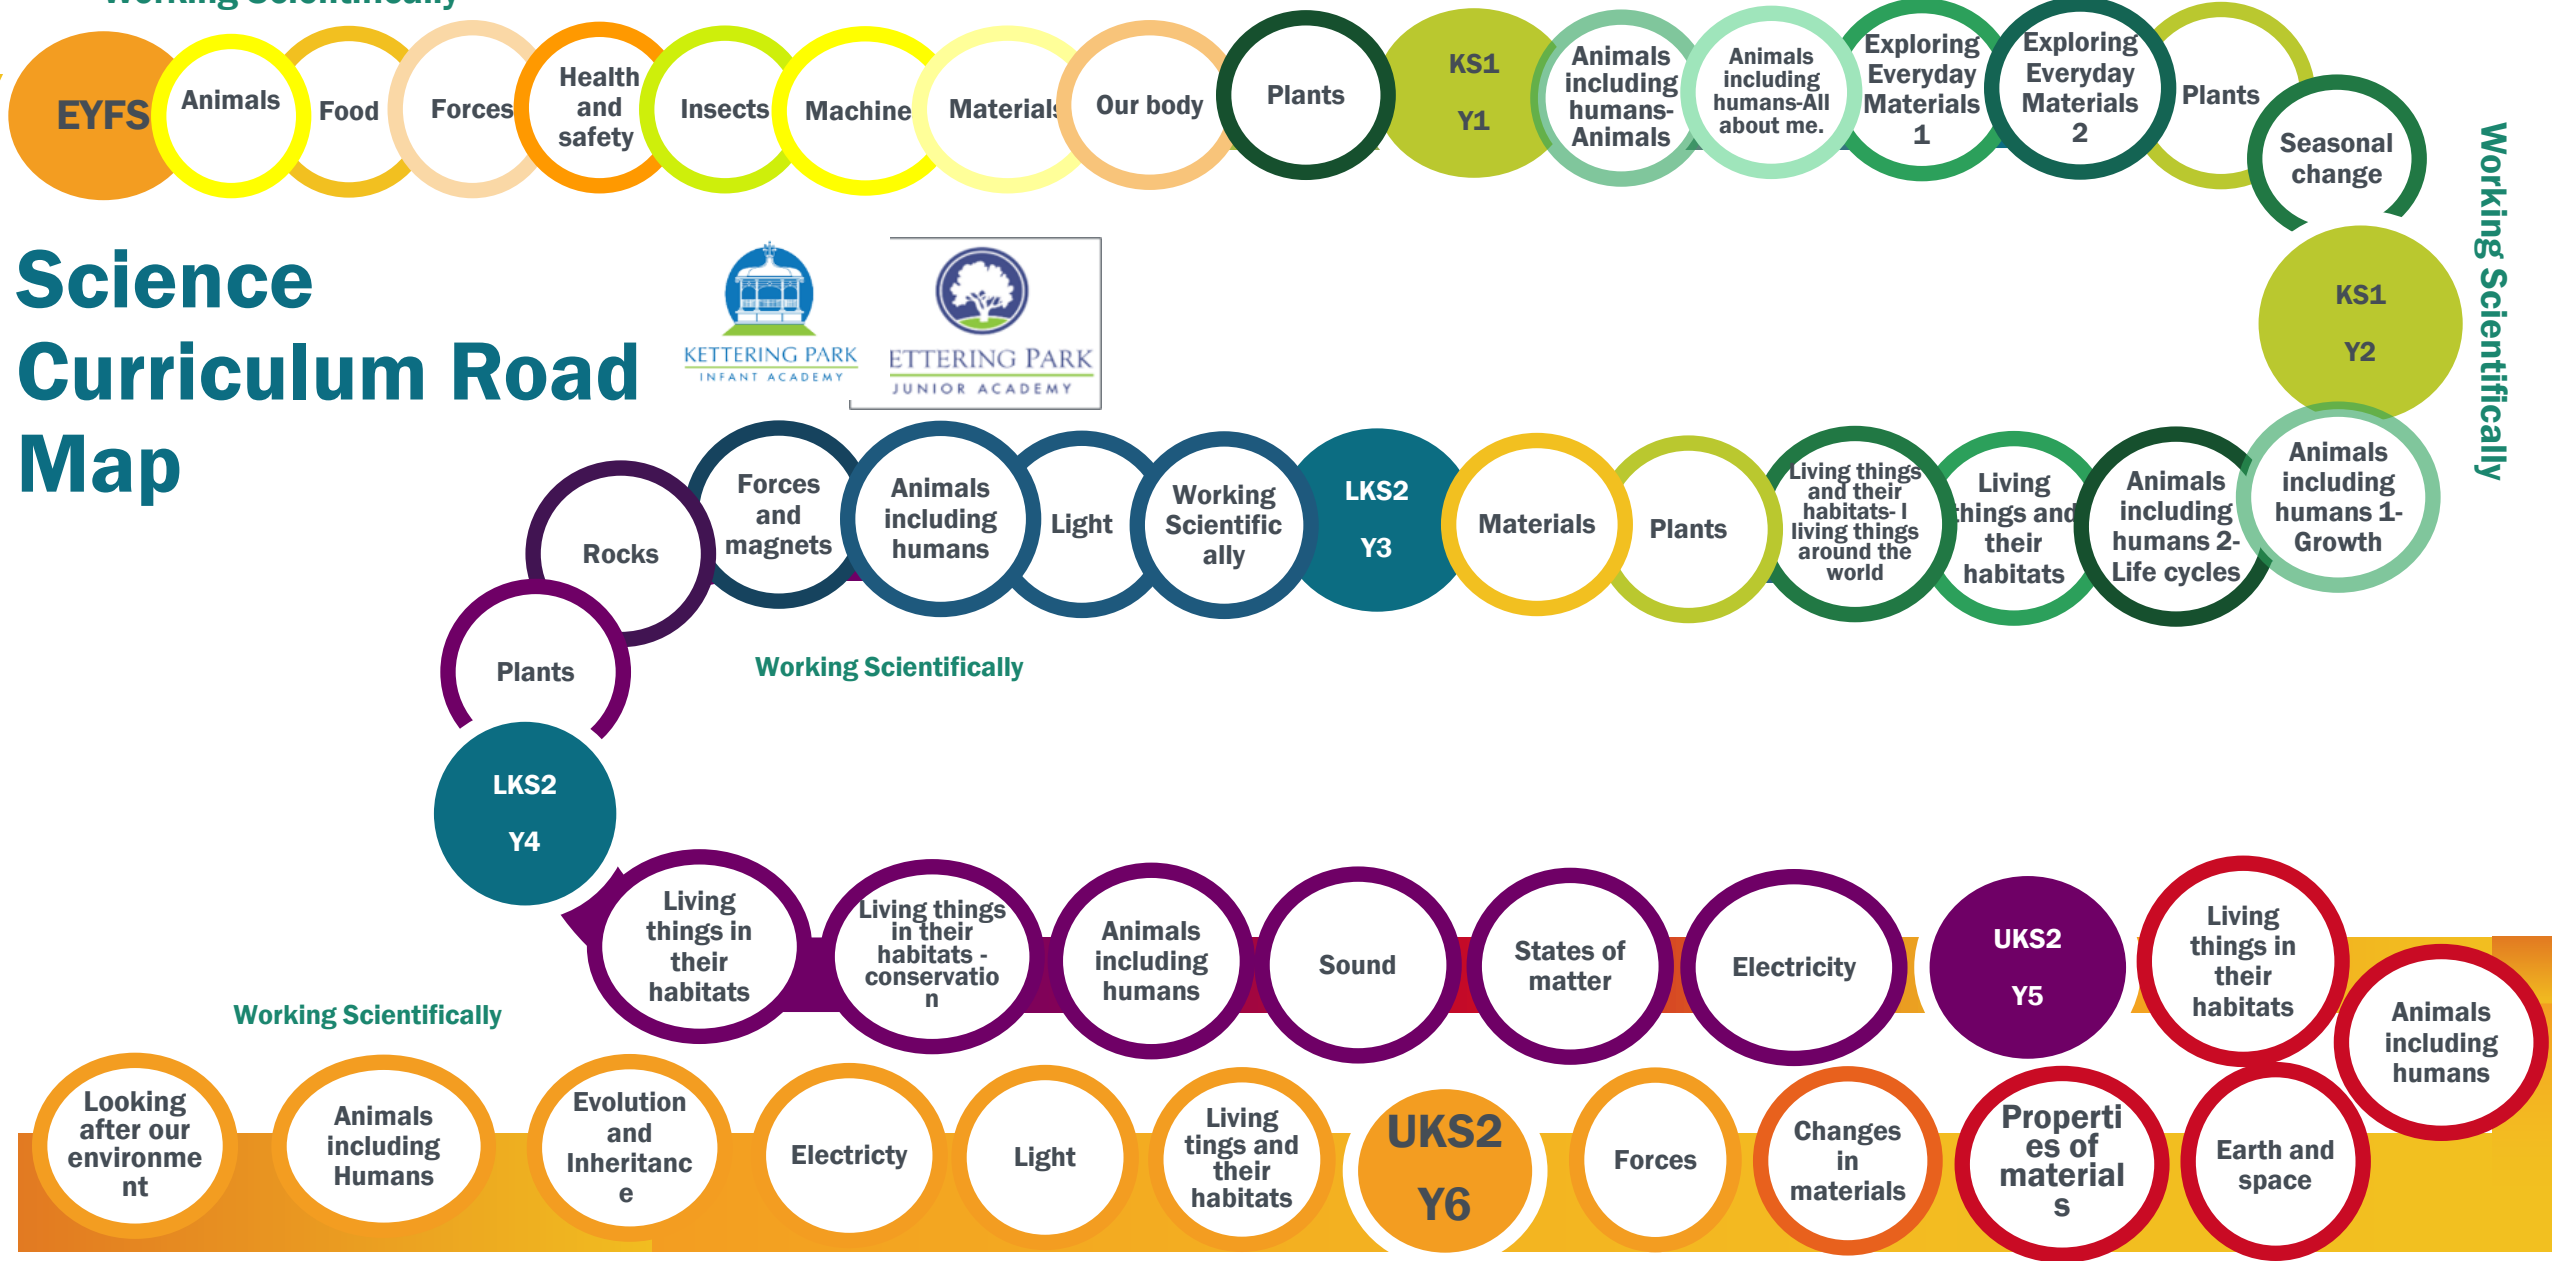 Working Scientifically
EYFS
Animals
Food
Forces
Health
and
safety
Insects
Machine
Materials
Our body
Plants
KS1
Y1
Animals
including
humans-
Animals
Animals
including
humans-All
about me.
Exploring
Everyday
Materials
1
Exploring
Everyday
Materials
2
Plants
Seasonal
change
Working Scientifically
Science
Curriculum Road
Map
KETTERING PARK
INFANT ACADEMY
ETTERING PARK
JUNIOR ACADEMY
KS1
Y2
Animals
including
humans 1-
Growth
Animals
including
humans 2-
Life cycles
Living
things and
their
habitats
Living things
and their
habitats- l
living things
around the
world
Plants
Materials
LKS2
Y3
Working
Scientific
ally
Light
Animals
including
humans
Forces
and
magnets
Rocks
Plants
Working Scientifically
LKS2
Y4
Living
things in
their
habitats
Living things
in their
habitats -
conservatio
n
Animals
including
humans
Sound
States of
matter
Electricity
UKS2
Y5
Living
things in
their
habitats
Animals
including
humans
Earth and
space
Properti
es of
material
s
Changes
in
materials
Forces
UKS2
Y6
Living
tings and
their
habitats
Light
Electricty
Evolution
and
Inheritanc
e
Animals
including
Humans
Looking
after our
environme
nt
Working Scientifically